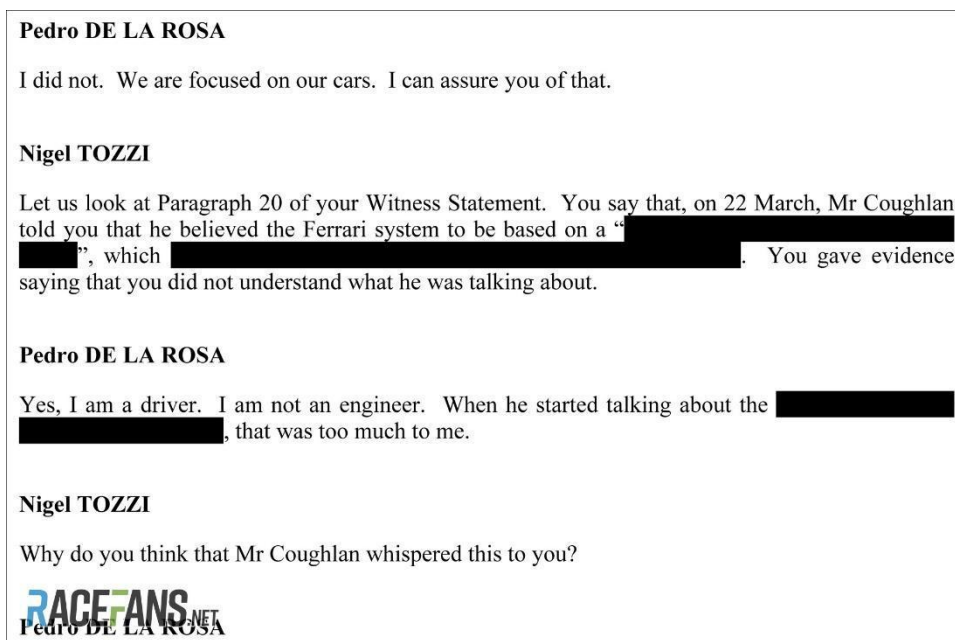 Pedro DE LA ROSA
I did not. We are focused on our cars. I can assure you of that.
Nigel TOZZI
Let us look at Paragraph 20 of your Witness Statement. You say that, on 22 March, Mr Coughlan
told you that he believed the Ferrari system to be based on a “
”, which . You gave evidence
saying that you did not understand what he was talking about.
Pedro DE LA ROSA
Yes, I am a driver. I am not an engineer. When he started talking about the
, that was too much to me.
Nigel TOZZI
Why do you think that Mr Coughlan whispered this to you?
RACEFANS.NET
Pedro DE LA ROSA